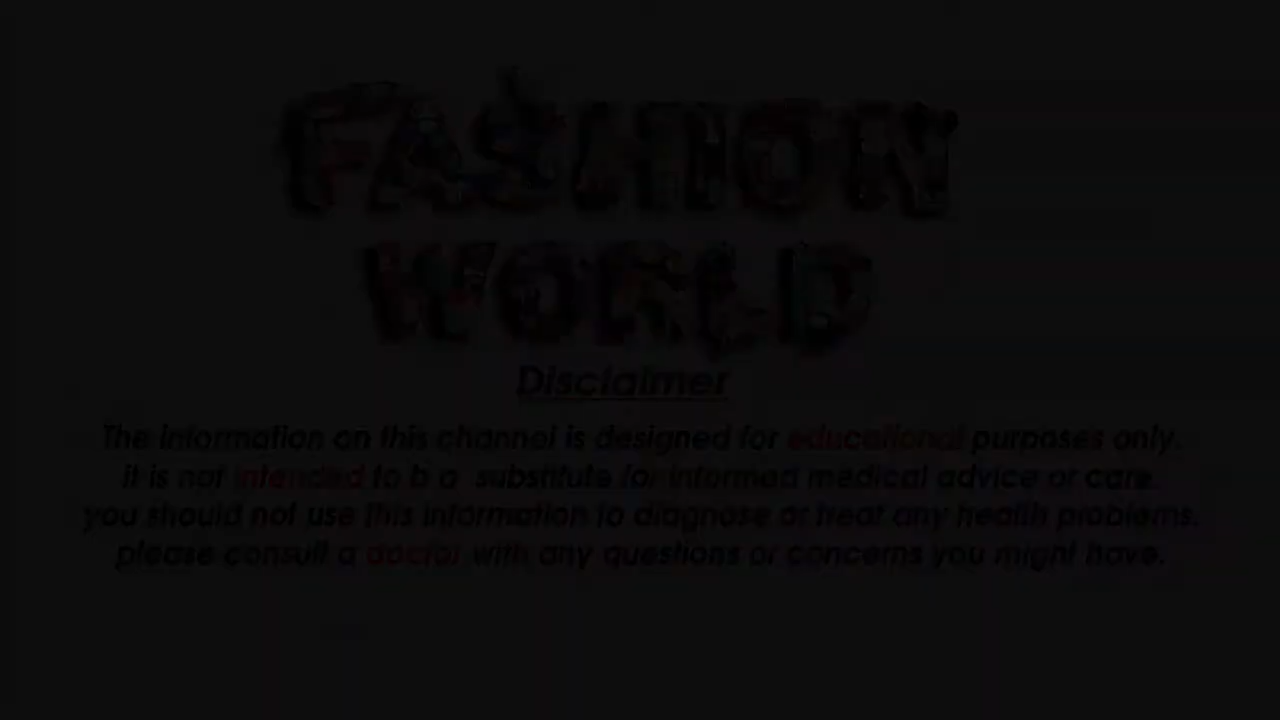 FASHION
WORLD
Disclaimer
The information on this channel is designed for educational purposes only.
it is not intended to b a substitute for informed medical advice or care.
you should not use this information to diagnose or treat any health problems.
please consult a doctor with any questions or concerns you might have.